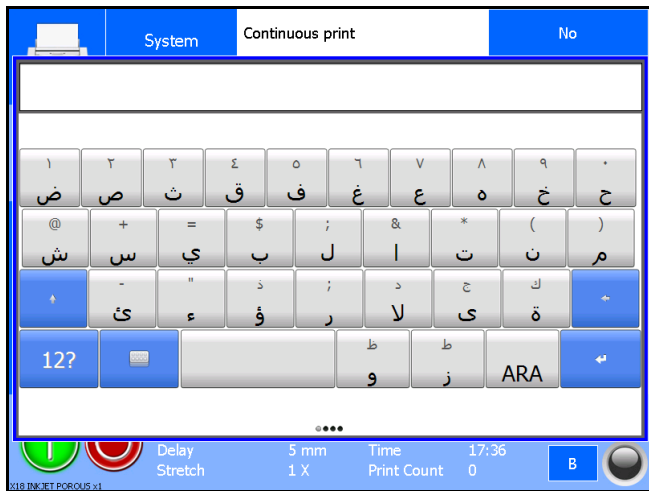 System
Continuous print
No
١ ٢ ٣ ٤ ٥ ٦ ٧ ٨ ٩ ٠
ض ص ث ق ف غ ع ه خ ح
@ + = $ ; & * ( )
ش س ي ب ل ا ت ن م
- " ذ ; د ج ك
ئ ء ؤ ر لا ى ة
ظ ط
12? و ز ARA
Delay 5 mm Time 17:36
Stretch 1 X Print Count 0
B
X18 INKJET POROUS x1